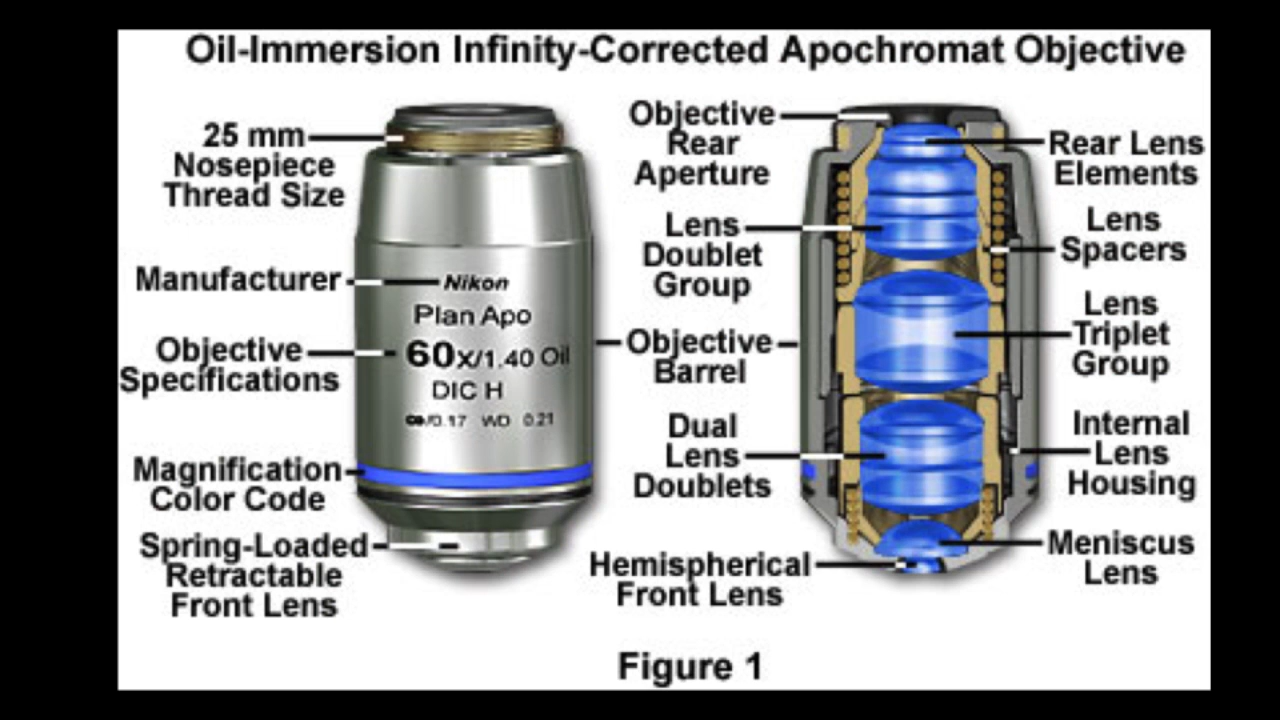 Oil-Immersion Infinity-Corrected Apochromat Objective
25 mm
Nosepiece
Thread Size
Manufacturer
Objective
Specifications
Magnification
Color Code
Spring-Loaded
Retractable
Front Lens
Nikon
Plan Apo
60x/1.40 Oil
DIC H
∞/0.17 WD 0.21
Objective
Rear
Aperture
Lens
Doublet
Group
Objective
Barrel
Dual
Lens
Doublets
Hemispherical
Front Lens
Rear Lens
Elements
Lens
Spacers
Lens
Triplet
Group
Internal
Lens
Housing
Meniscus
Lens
Figure 1